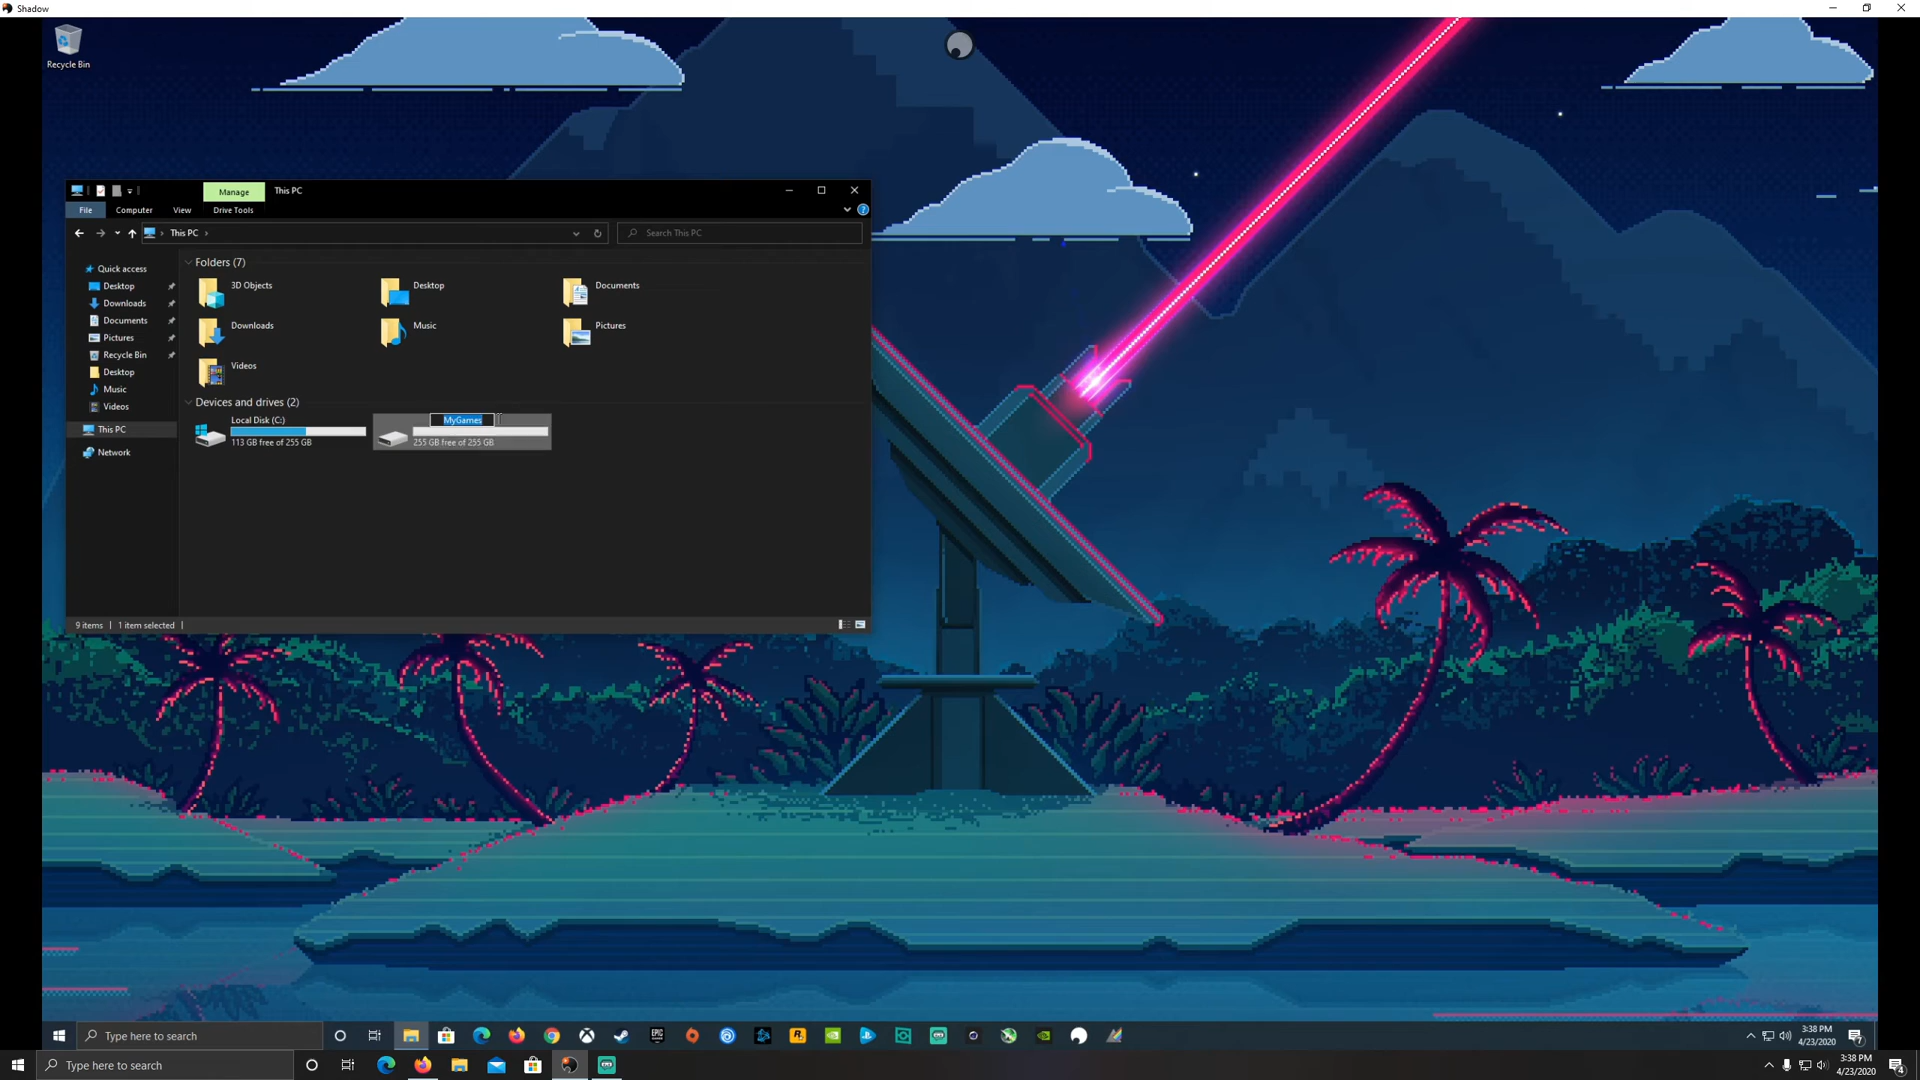 Shadow
Recycle Bin
Manage
This PC
File
Computer
View
Drive Tools
This PC
Search This PC
Quick access
Desktop
Downloads
Documents
Pictures
Recycle Bin
Desktop
Music
Videos
This PC
Network
Folders (7)
3D Objects
Desktop
Documents
Downloads
Music
Pictures
Videos
Devices and drives (2)
Local Disk (C:)
113 GB free of 255 GB
MyGames
255 GB free of 255 GB
9 items
1 item selected
Type here to search
EPIC
3:38 PM
4/23/2020
7
Type here to search
3:38 PM
4/23/2020
4